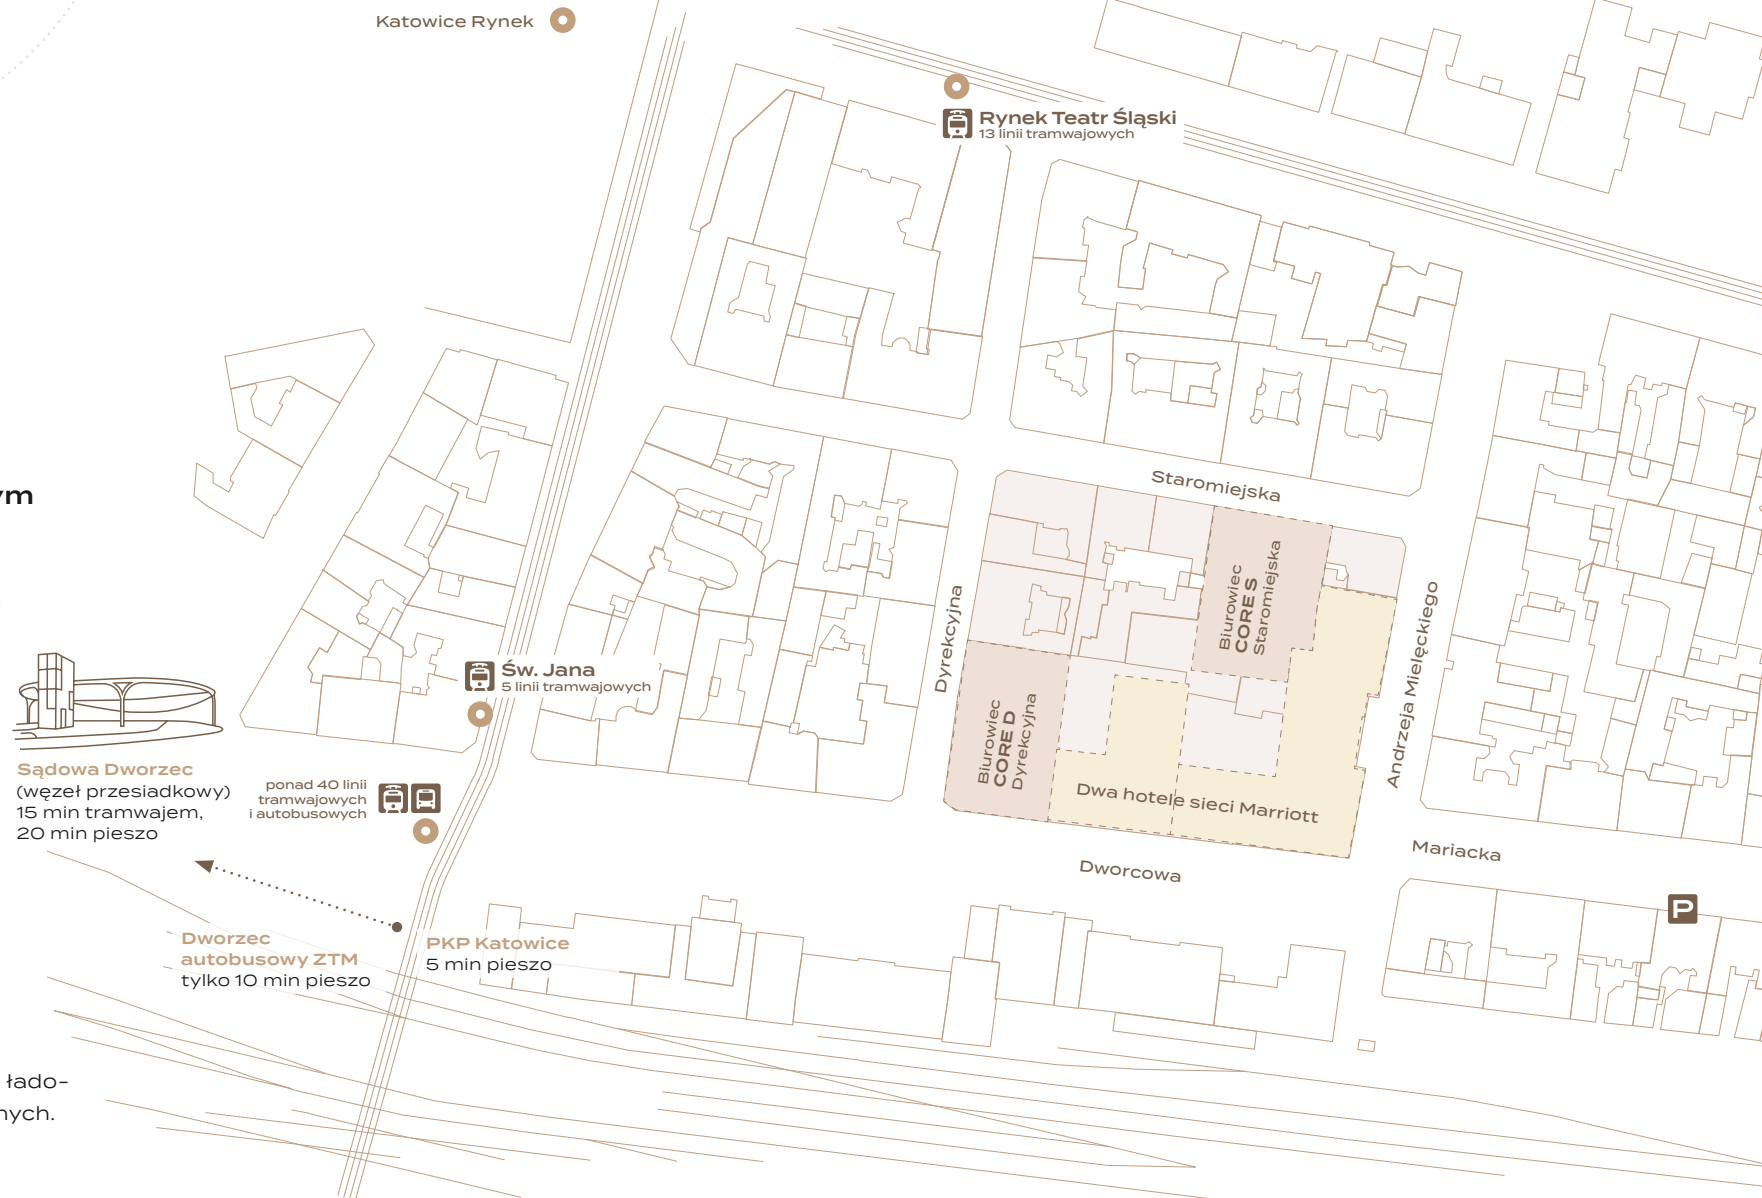 Katowice Rynek
Rynek Teatr Śląski
13 linii tramwajowych
ym
Staromiejska
Biurowiec
CORE S
Staromiejska
Dyrekcyjna
Andrzeja Mielęckiego
Św. Jana
5 linii tramwajowych
Biurowiec
CORE D
Dyrekcyjna
Sądowa Dworzec
(węzeł przesiadkowy)
15 min tramwajem,
20 min pieszo
ponad 40 linii
tramwajowych
i autobusowych
Dwa hotele sieci Marriott
Mariacka
Dworcowa
P
Dworzec
autobusowy ZTM
tylko 10 min pieszo
PKP Katowice
5 min pieszo
łado-
nych.